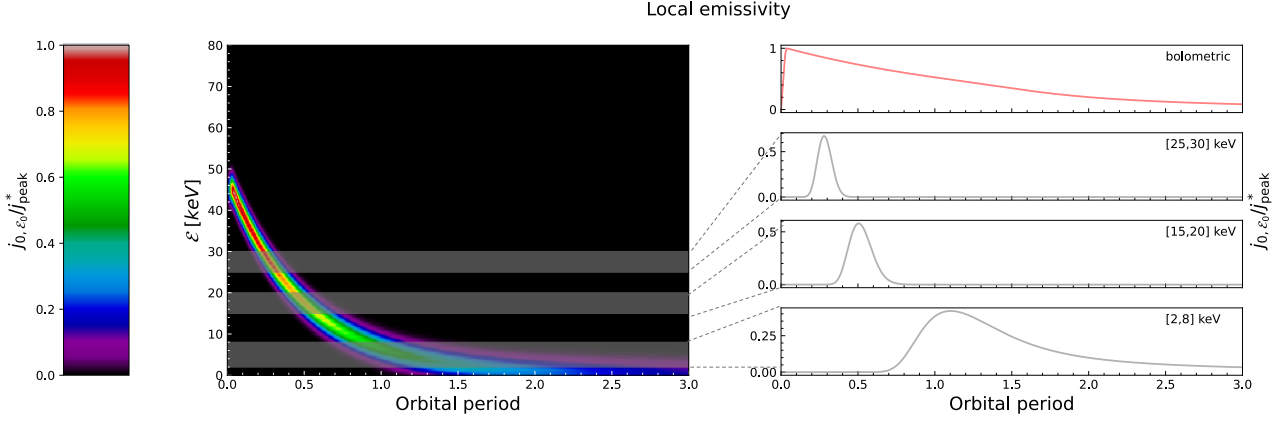 Local emissivity
1.0
0.8
0.6
0.4
0.2
0.0
j0,ℰ0/j*peak
80
70
60
50
40
30
20
10
0
ℰ [keV]
0.0 0.5 1.0 1.5 2.0 2.5 3.0
Orbital period
1
0
bolometric
0.5
0.0
[25,30] keV
0.5
0.0
[15,20] keV
0.25
0.00
[2,8] keV
0.0 0.5 1.0 1.5 2.0 2.5 3.0
Orbital period
j0,ℰ0/j*peak